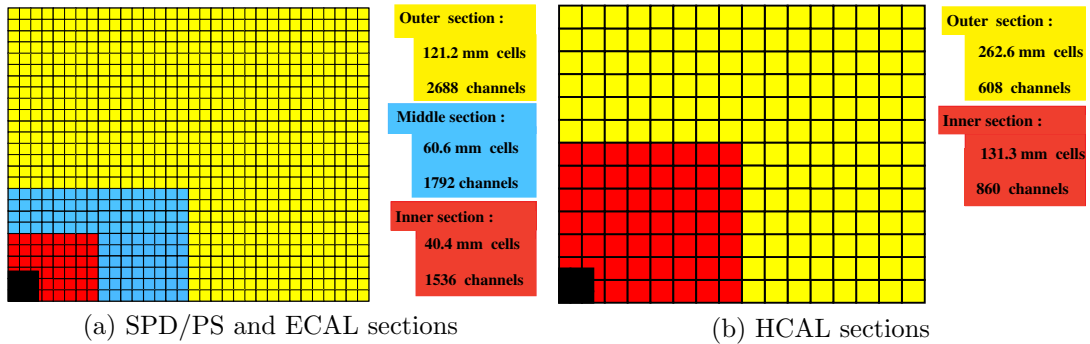 Outer section :
121.2 mm cells
2688 channels
Middle section :
60.6 mm cells
1792 channels
Inner section :
40.4 mm cells
1536 channels
(a) SPD/PS and ECAL sections
Outer section :
262.6 mm cells
608 channels
Inner section :
131.3 mm cells
860 channels
(b) HCAL sections